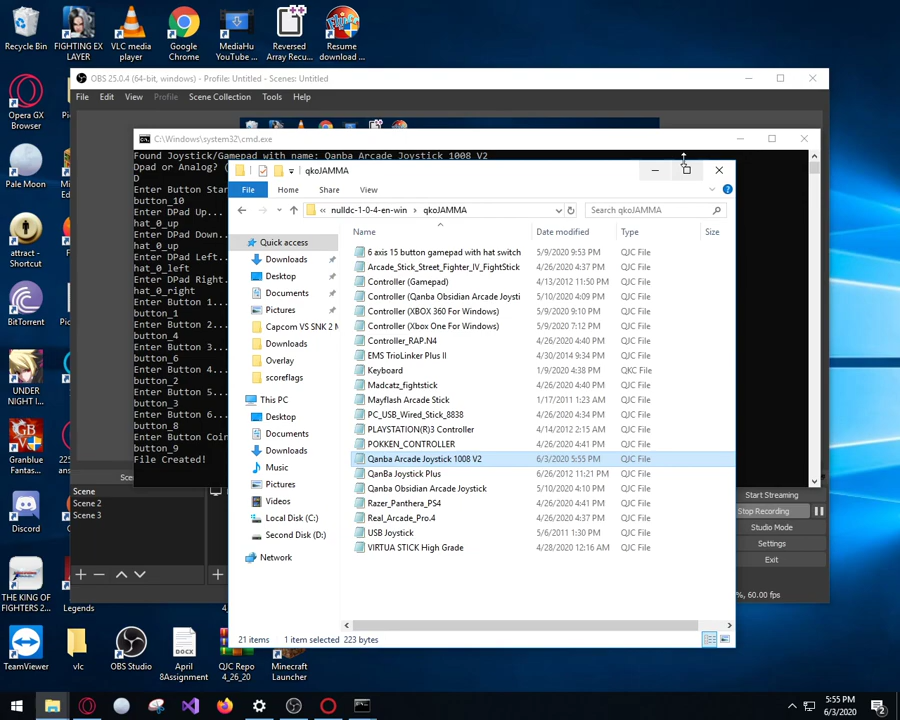 Recycle Bin
FIGHTING EX LAYER
VLC media player
Google Chrome
MediaHu YouTube ...
Reversed Array Recu...
Resume download ...
Opera GX Browser
Pale Moon
attract - Shortcut
BitTorrent
UNDER NIGHT I...
Granblue Fantasy...
Discord
THE KING OF FIGHTERS 2...
Legends
TeamViewer
vlc
OBS Studio
April 8Assignment
QJC Repo 4_26_20
Minecraft Launcher
OBS 25.0.4 (64-bit, windows) - Profile: Untitled - Scenes: Untitled
File Edit View Profile Scene Collection Tools Help
C:\Windows\system32\cmd.exe
Found Joystick/Gamepad with name: Qanba Arcade Joystick 1008 V2
Dpad or Analog? (
D
Enter Button Star
button_10
Enter DPad Up...
hat_0_up
Enter DPad Down..
hat_0_up
Enter DPad Left..
hat_0_left
Enter DPad Right.
hat_0_right
Enter Button 1...
button_1
Enter Button 2...
button_4
Enter Button 3...
button_6
Enter Button 4...
button_2
Enter Button 5...
button_3
Enter Button 6...
button_8
Enter Button Coin
button_9
File Created!
qkoJAMMA
File Home Share View
« nulldc-1-0-4-en-win › qkoJAMMA
Search qkoJAMMA
Name Date modified Type Size
Quick access
Downloads
Desktop
Documents
Pictures
Capcom VS SNK 2 M
Downloads
Overlay
scoreflags
This PC
Desktop
Documents
Downloads
Music
Pictures
Videos
Local Disk (C:)
Second Disk (D:)
Network
6 axis 15 button gamepad with hat switch 5/9/2020 9:53 PM QJC File
Arcade_Stick_Street_Fighter_IV_FightStick 4/26/2020 4:37 PM QJC File
Controller (Gamepad) 4/13/2012 11:50 PM QJC File
Controller (Qanba Obsidian Arcade Joysti 5/10/2020 4:09 PM QJC File
Controller (XBOX 360 For Windows) 5/9/2020 9:10 PM QJC File
Controller (Xbox One For Windows) 5/9/2020 7:12 PM QJC File
Controller_RAP.N4 4/26/2020 4:40 PM QJC File
EMS TrioLinker Plus II 4/30/2014 9:34 PM QJC File
Keyboard 1/9/2020 4:38 PM QKC File
Madcatz_fightstick 4/26/2020 4:40 PM QJC File
Mayflash Arcade Stick 1/17/2011 1:23 AM QJC File
PC_USB_Wired_Stick_8838 4/26/2020 4:34 PM QJC File
PLAYSTATION(R)3 Controller 4/14/2012 2:15 AM QJC File
POKKEN_CONTROLLER 4/26/2020 4:41 PM QJC File
Qanba Arcade Joystick 1008 V2 6/3/2020 5:55 PM QJC File
QanBa Joystick Plus 6/26/2012 11:21 PM QJC File
Qanba Obsidian Arcade Joystick 5/10/2020 4:10 PM QJC File
Razer_Panthera_PS4 4/26/2020 4:41 PM QJC File
Real_Arcade_Pro.4 4/26/2020 4:37 PM QJC File
USB Joystick 5/6/2011 1:30 PM QJC File
VIRTUA STICK High Grade 4/28/2020 12:16 AM QJC File
21 items 1 item selected 223 bytes
Scene
Scene 2
Scene 3
Start Streaming
Stop Recording
Studio Mode
Settings
Exit
%, 60.00 fps
5:55 PM
6/3/2020
2